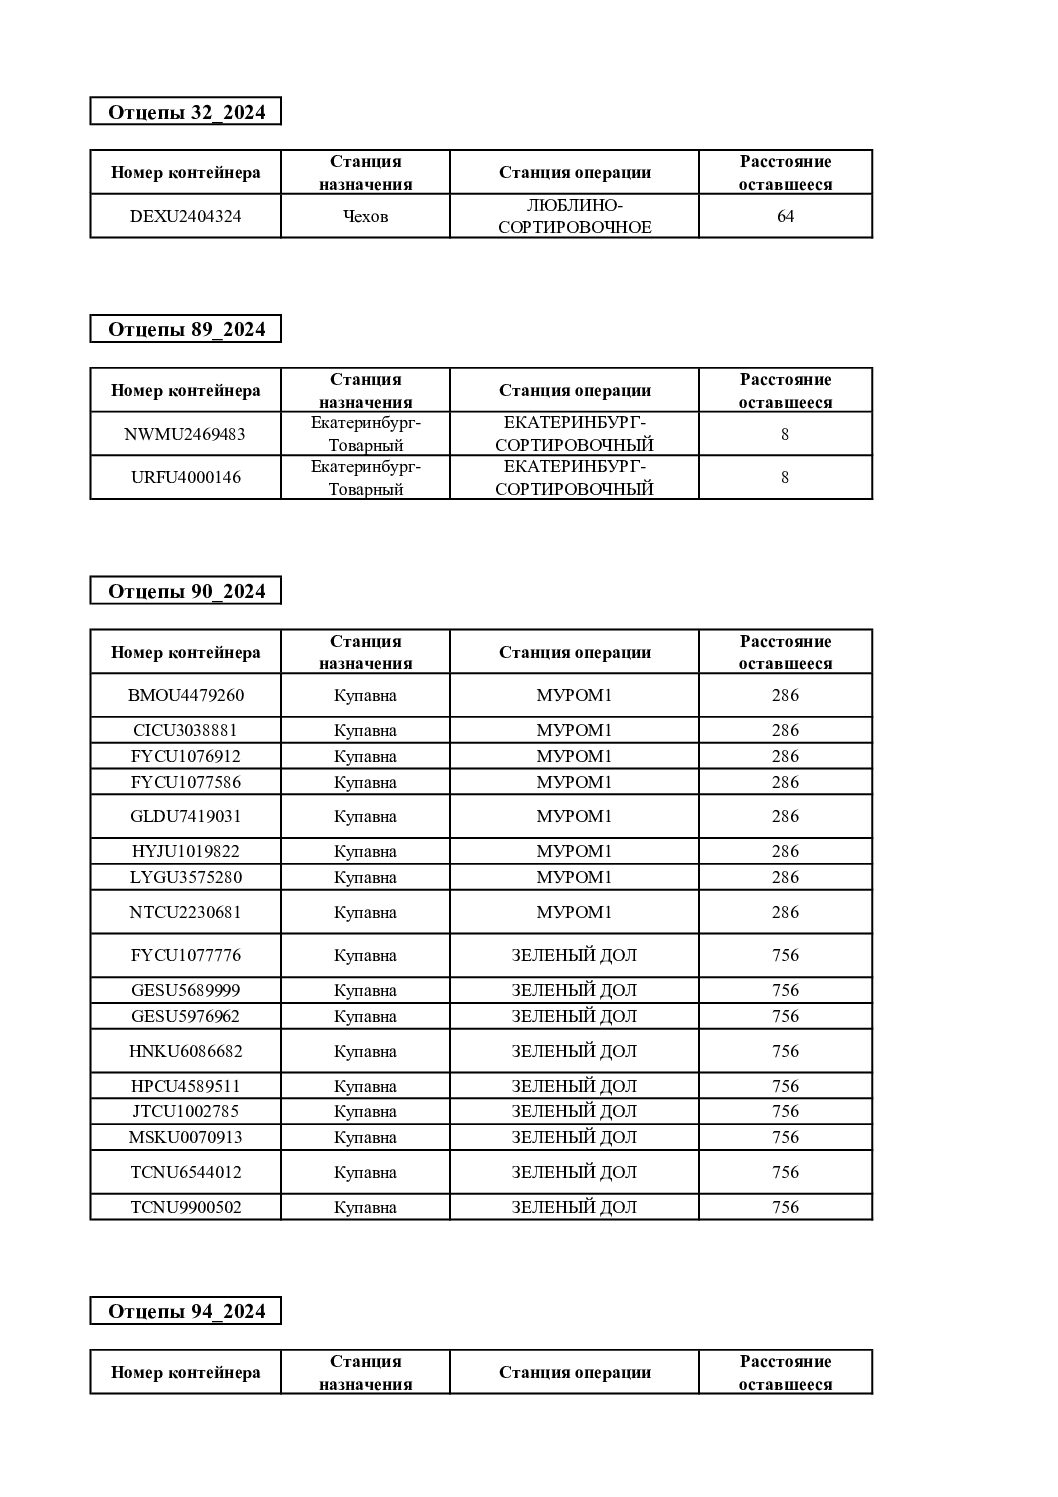 Отцепы 32_2024
Номер контейнера Станция назначения Станция операции Расстояние оставшееся
DEXU2404324 Чехов ЛЮБЛИНО-СОРТИРОВОЧНОЕ 64
Отцепы 89_2024
Номер контейнера Станция назначения Станция операции Расстояние оставшееся
NWMU2469483 Екатеринбург-Товарный ЕКАТЕРИНБУРГ-СОРТИРОВОЧНЫЙ 8
URFU4000146 Екатеринбург-Товарный ЕКАТЕРИНБУРГ-СОРТИРОВОЧНЫЙ 8
Отцепы 90_2024
Номер контейнера Станция назначения Станция операции Расстояние оставшееся
BMOU4479260 Купавна МУРОМ1 286
CICU3038881 Купавна МУРОМ1 286
FYCU1076912 Купавна МУРОМ1 286
FYCU1077586 Купавна МУРОМ1 286
GLDU7419031 Купавна МУРОМ1 286
HYJU1019822 Купавна МУРОМ1 286
LYGU3575280 Купавна МУРОМ1 286
NTCU2230681 Купавна МУРОМ1 286
FYCU1077776 Купавна ЗЕЛЕНЫЙ ДОЛ 756
GESU5689999 Купавна ЗЕЛЕНЫЙ ДОЛ 756
GESU5976962 Купавна ЗЕЛЕНЫЙ ДОЛ 756
HNKU6086682 Купавна ЗЕЛЕНЫЙ ДОЛ 756
HPCU4589511 Купавна ЗЕЛЕНЫЙ ДОЛ 756
JTCU1002785 Купавна ЗЕЛЕНЫЙ ДОЛ 756
MSKU0070913 Купавна ЗЕЛЕНЫЙ ДОЛ 756
TCNU6544012 Купавна ЗЕЛЕНЫЙ ДОЛ 756
TCNU9900502 Купавна ЗЕЛЕНЫЙ ДОЛ 756
Отцепы 94_2024
Номер контейнера Станция назначения Станция операции Расстояние оставшееся